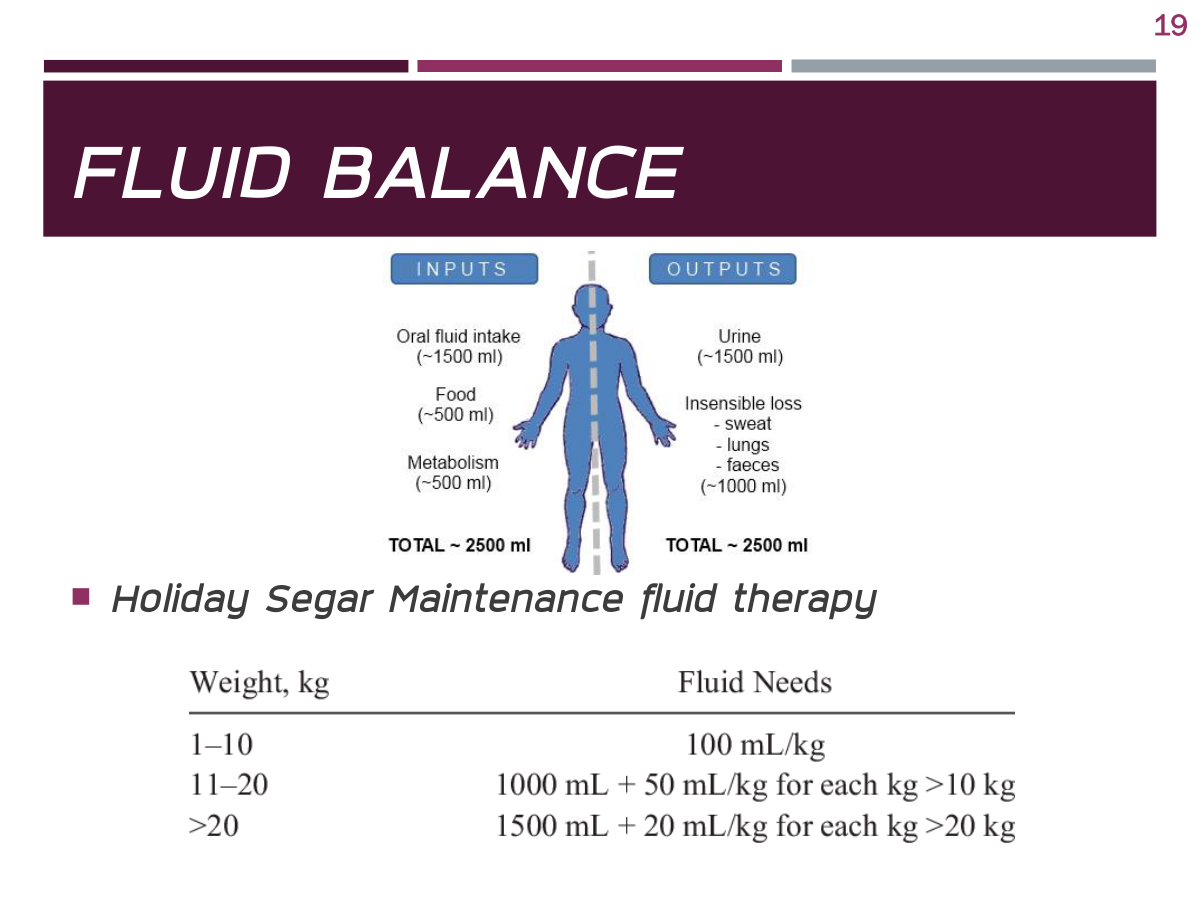 19
FLUID BALANCE
INPUTS
OUTPUTS
Oral fluid intake
(~1500 ml)
Food
(~500 ml)
Metabolism
(~500 ml)
TOTAL ~ 2500 ml
Urine
(~1500 ml)
Insensible loss
- sweat
- lungs
- faeces
(~1000 ml)
TOTAL ~ 2500 ml
Holiday Segar Maintenance fluid therapy
Weight, kg Fluid Needs
1–10 100 mL/kg
11–20 1000 mL + 50 mL/kg for each kg >10 kg
>20 1500 mL + 20 mL/kg for each kg >20 kg